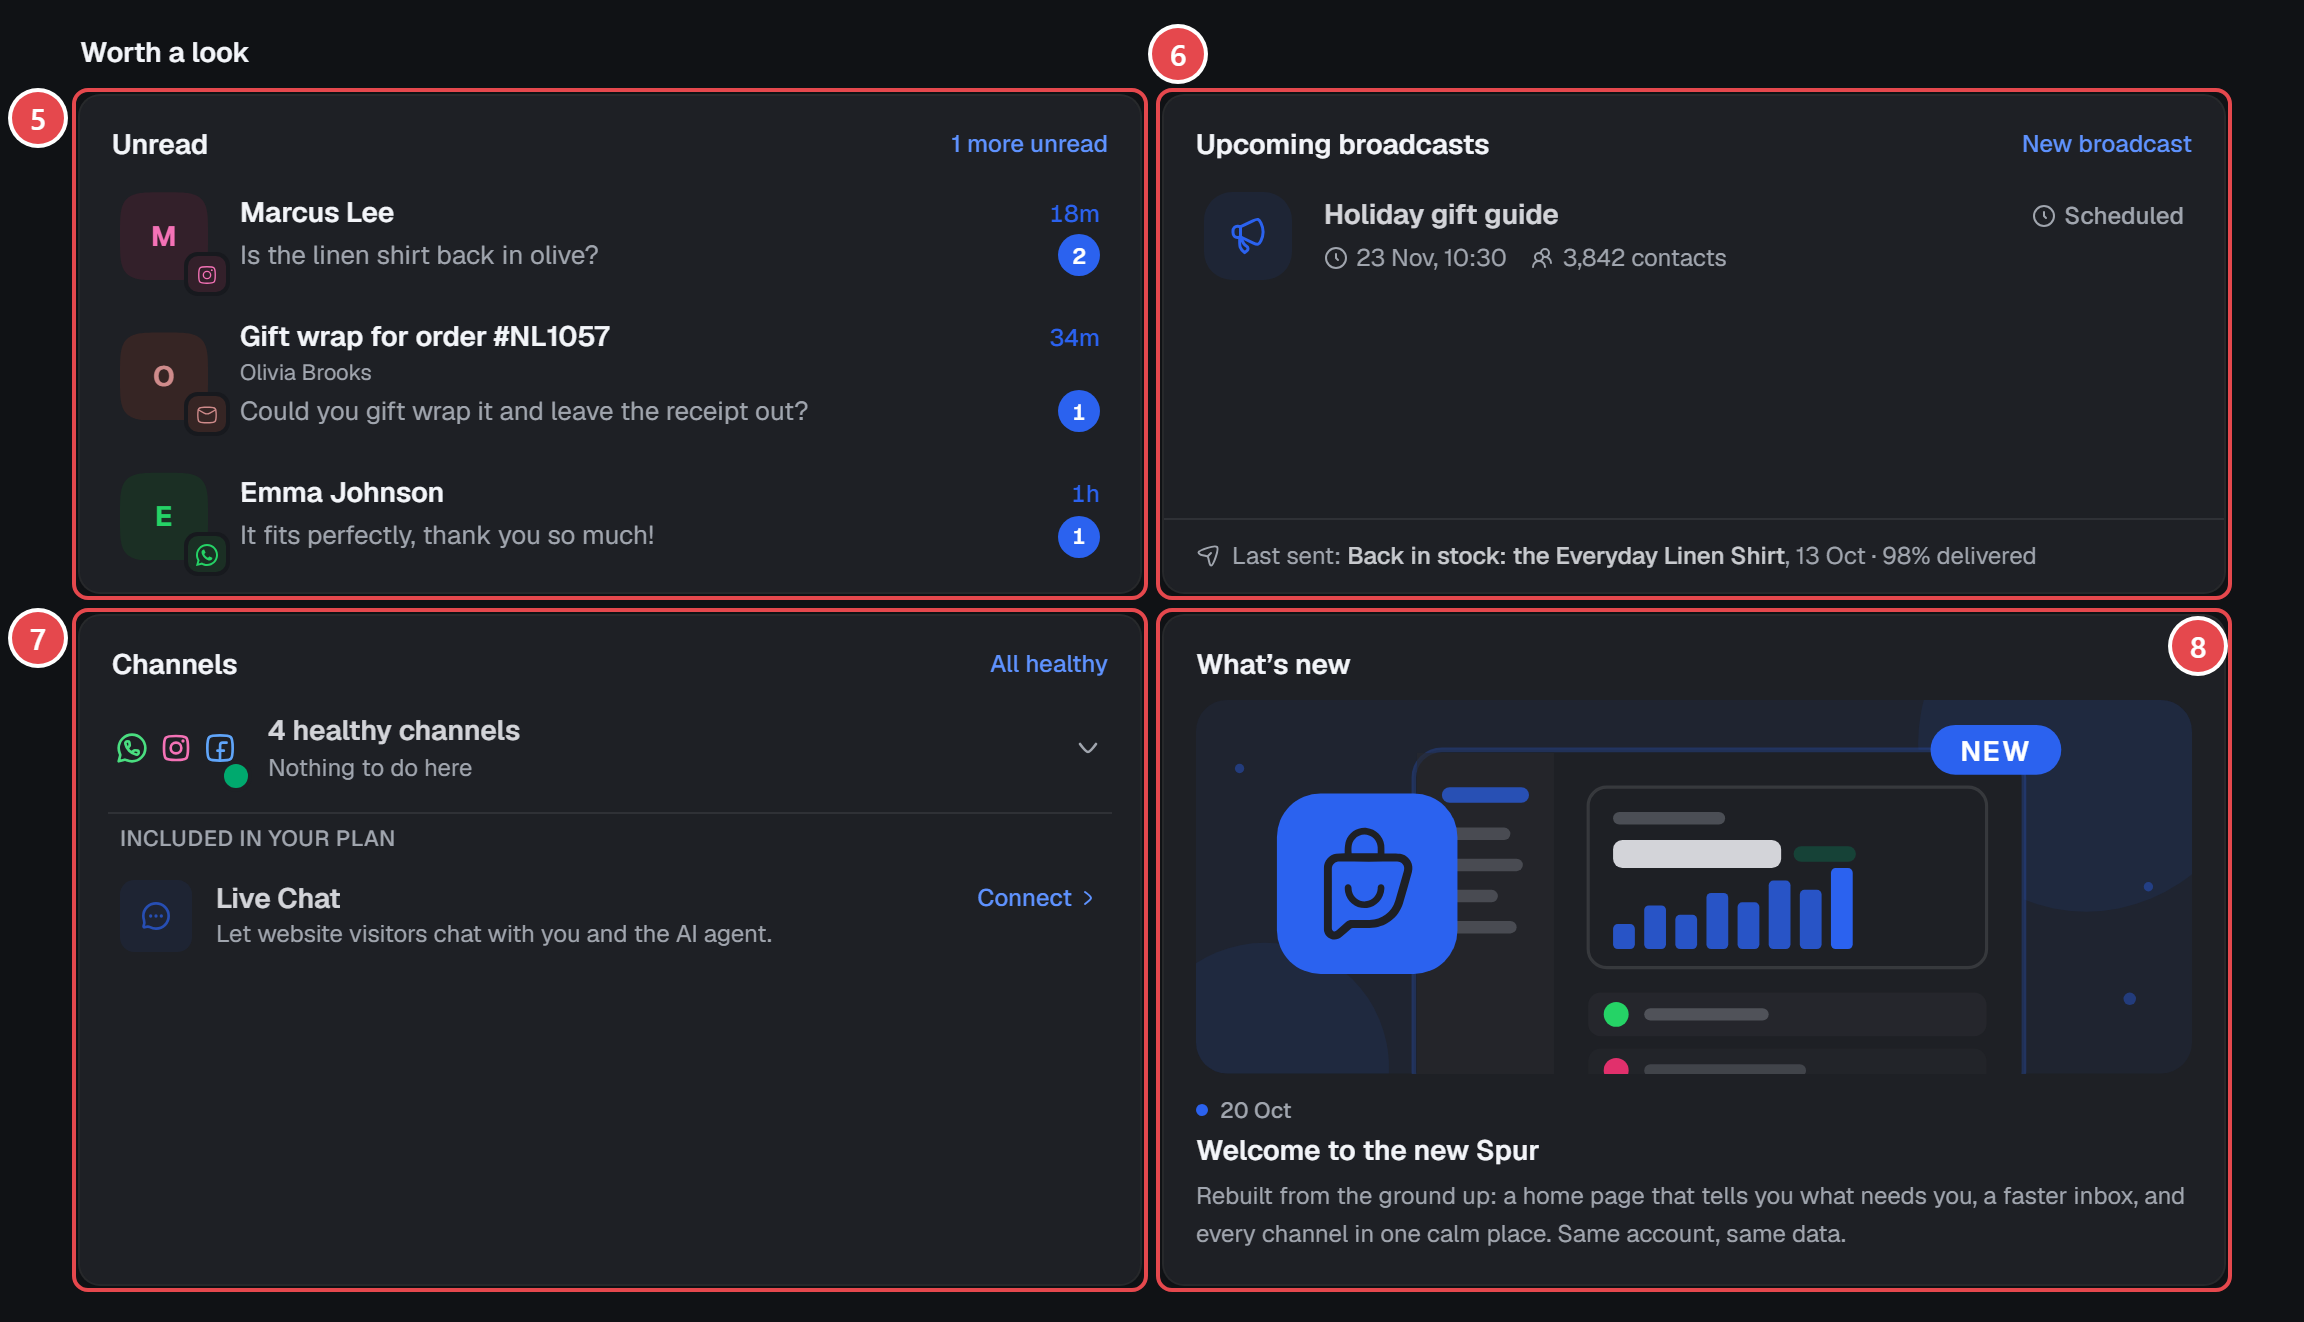 Worth a look
5
Unread
1 more unread
M
Marcus Lee
18m
Is the linen shirt back in olive?
2
Gift wrap for order #NL1057
34m
O
Olivia Brooks
Could you gift wrap it and leave the receipt out?
1
Emma Johnson
1h
E
It fits perfectly, thank you so much!
1
6
Upcoming broadcasts
New broadcast
Holiday gift guide
Scheduled
23 Nov, 10:30
3,842 contacts
Last sent: Back in stock: the Everyday Linen Shirt, 13 Oct · 98% delivered
7
Channels
All healthy
4 healthy channels
Nothing to do here
INCLUDED IN YOUR PLAN
Live Chat
Connect
Let website visitors chat with you and the AI agent.
8
What’s new
NEW
20 Oct
Welcome to the new Spur
Rebuilt from the ground up: a home page that tells you what needs you, a faster inbox, and
every channel in one calm place. Same account, same data.